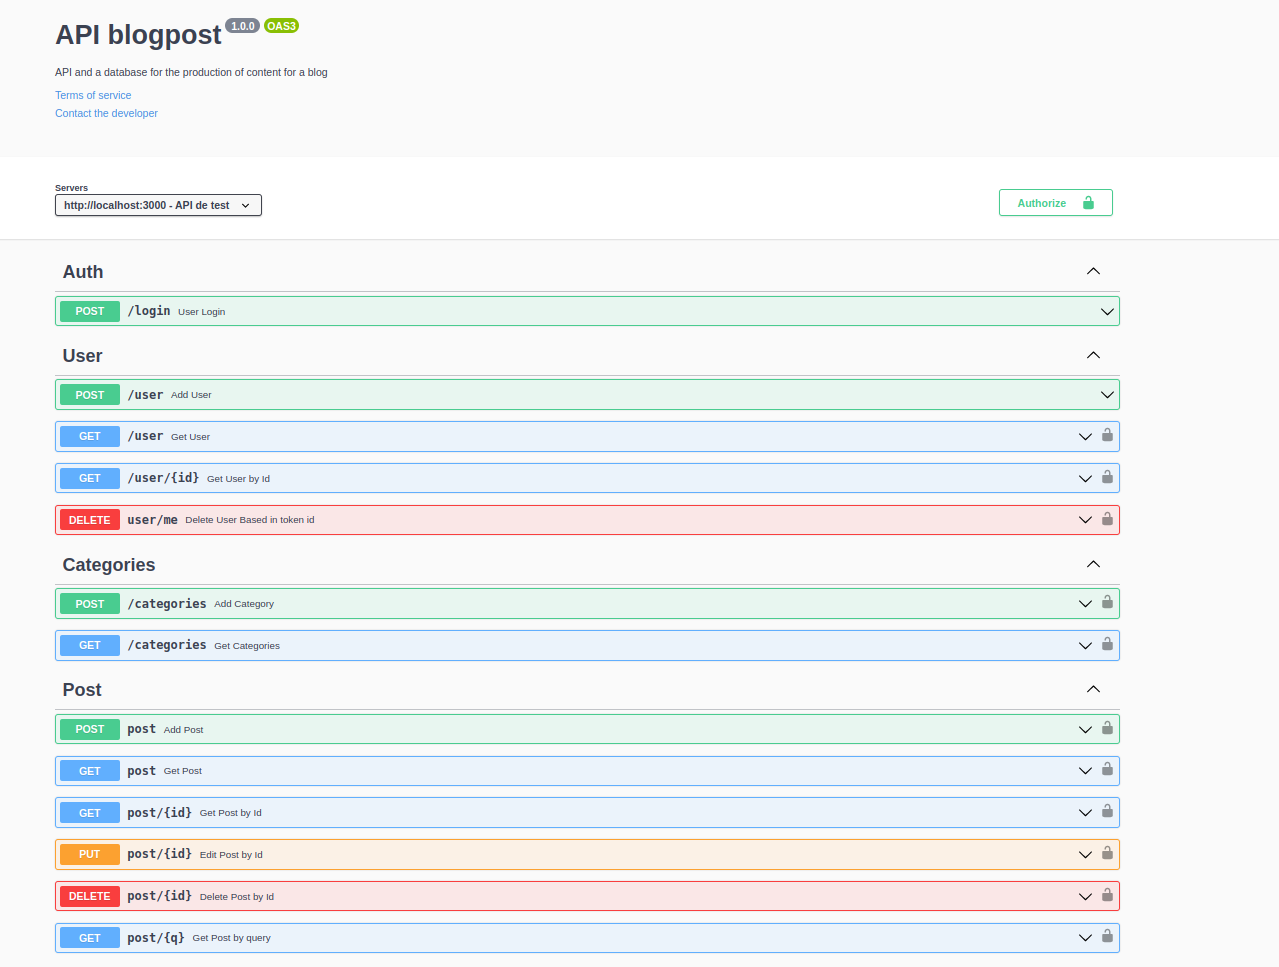 API blogpost 1.0.0 OAS3
API and a database for the production of content for a blog
Terms of service
Contact the developer
Servers
http://localhost:3000 - API de test
Authorize
Auth
POST /login User Login
User
POST /user Add User
GET /user Get User
GET /user/{id} Get User by Id
DELETE user/me Delete User Based in token id
Categories
POST /categories Add Category
GET /categories Get Categories
Post
POST post Add Post
GET post Get Post
GET post/{id} Get Post by Id
PUT post/{id} Edit Post by Id
DELETE post/{id} Delete Post by Id
GET post/{q} Get Post by query